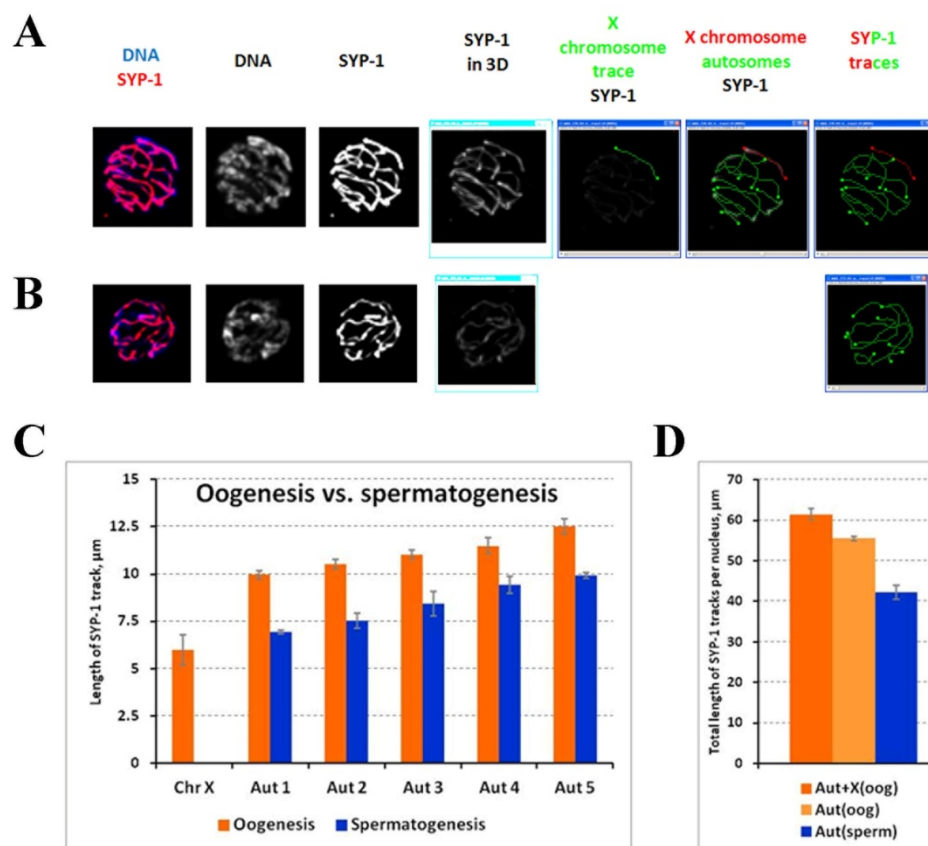 A
DNA
SYP-1
DNA
SYP-1
SYP-1
in 3D
X
chromosome
trace
SYP-1
X chromosome
autosomes
SYP-1
SYP-1
traces
B
C
Oogenesis vs. spermatogenesis
Length of SYP-1 track, µm
15
12.5
10
7.5
5
2.5
0
Chr X Aut 1 Aut 2 Aut 3 Aut 4 Aut 5
Oogenesis Spermatogenesis
D
Total length of SYP-1 tracks per nucleus, µm
70
60
50
40
30
20
10
0
Aut+X(oog)
Aut(oog)
Aut(sperm)